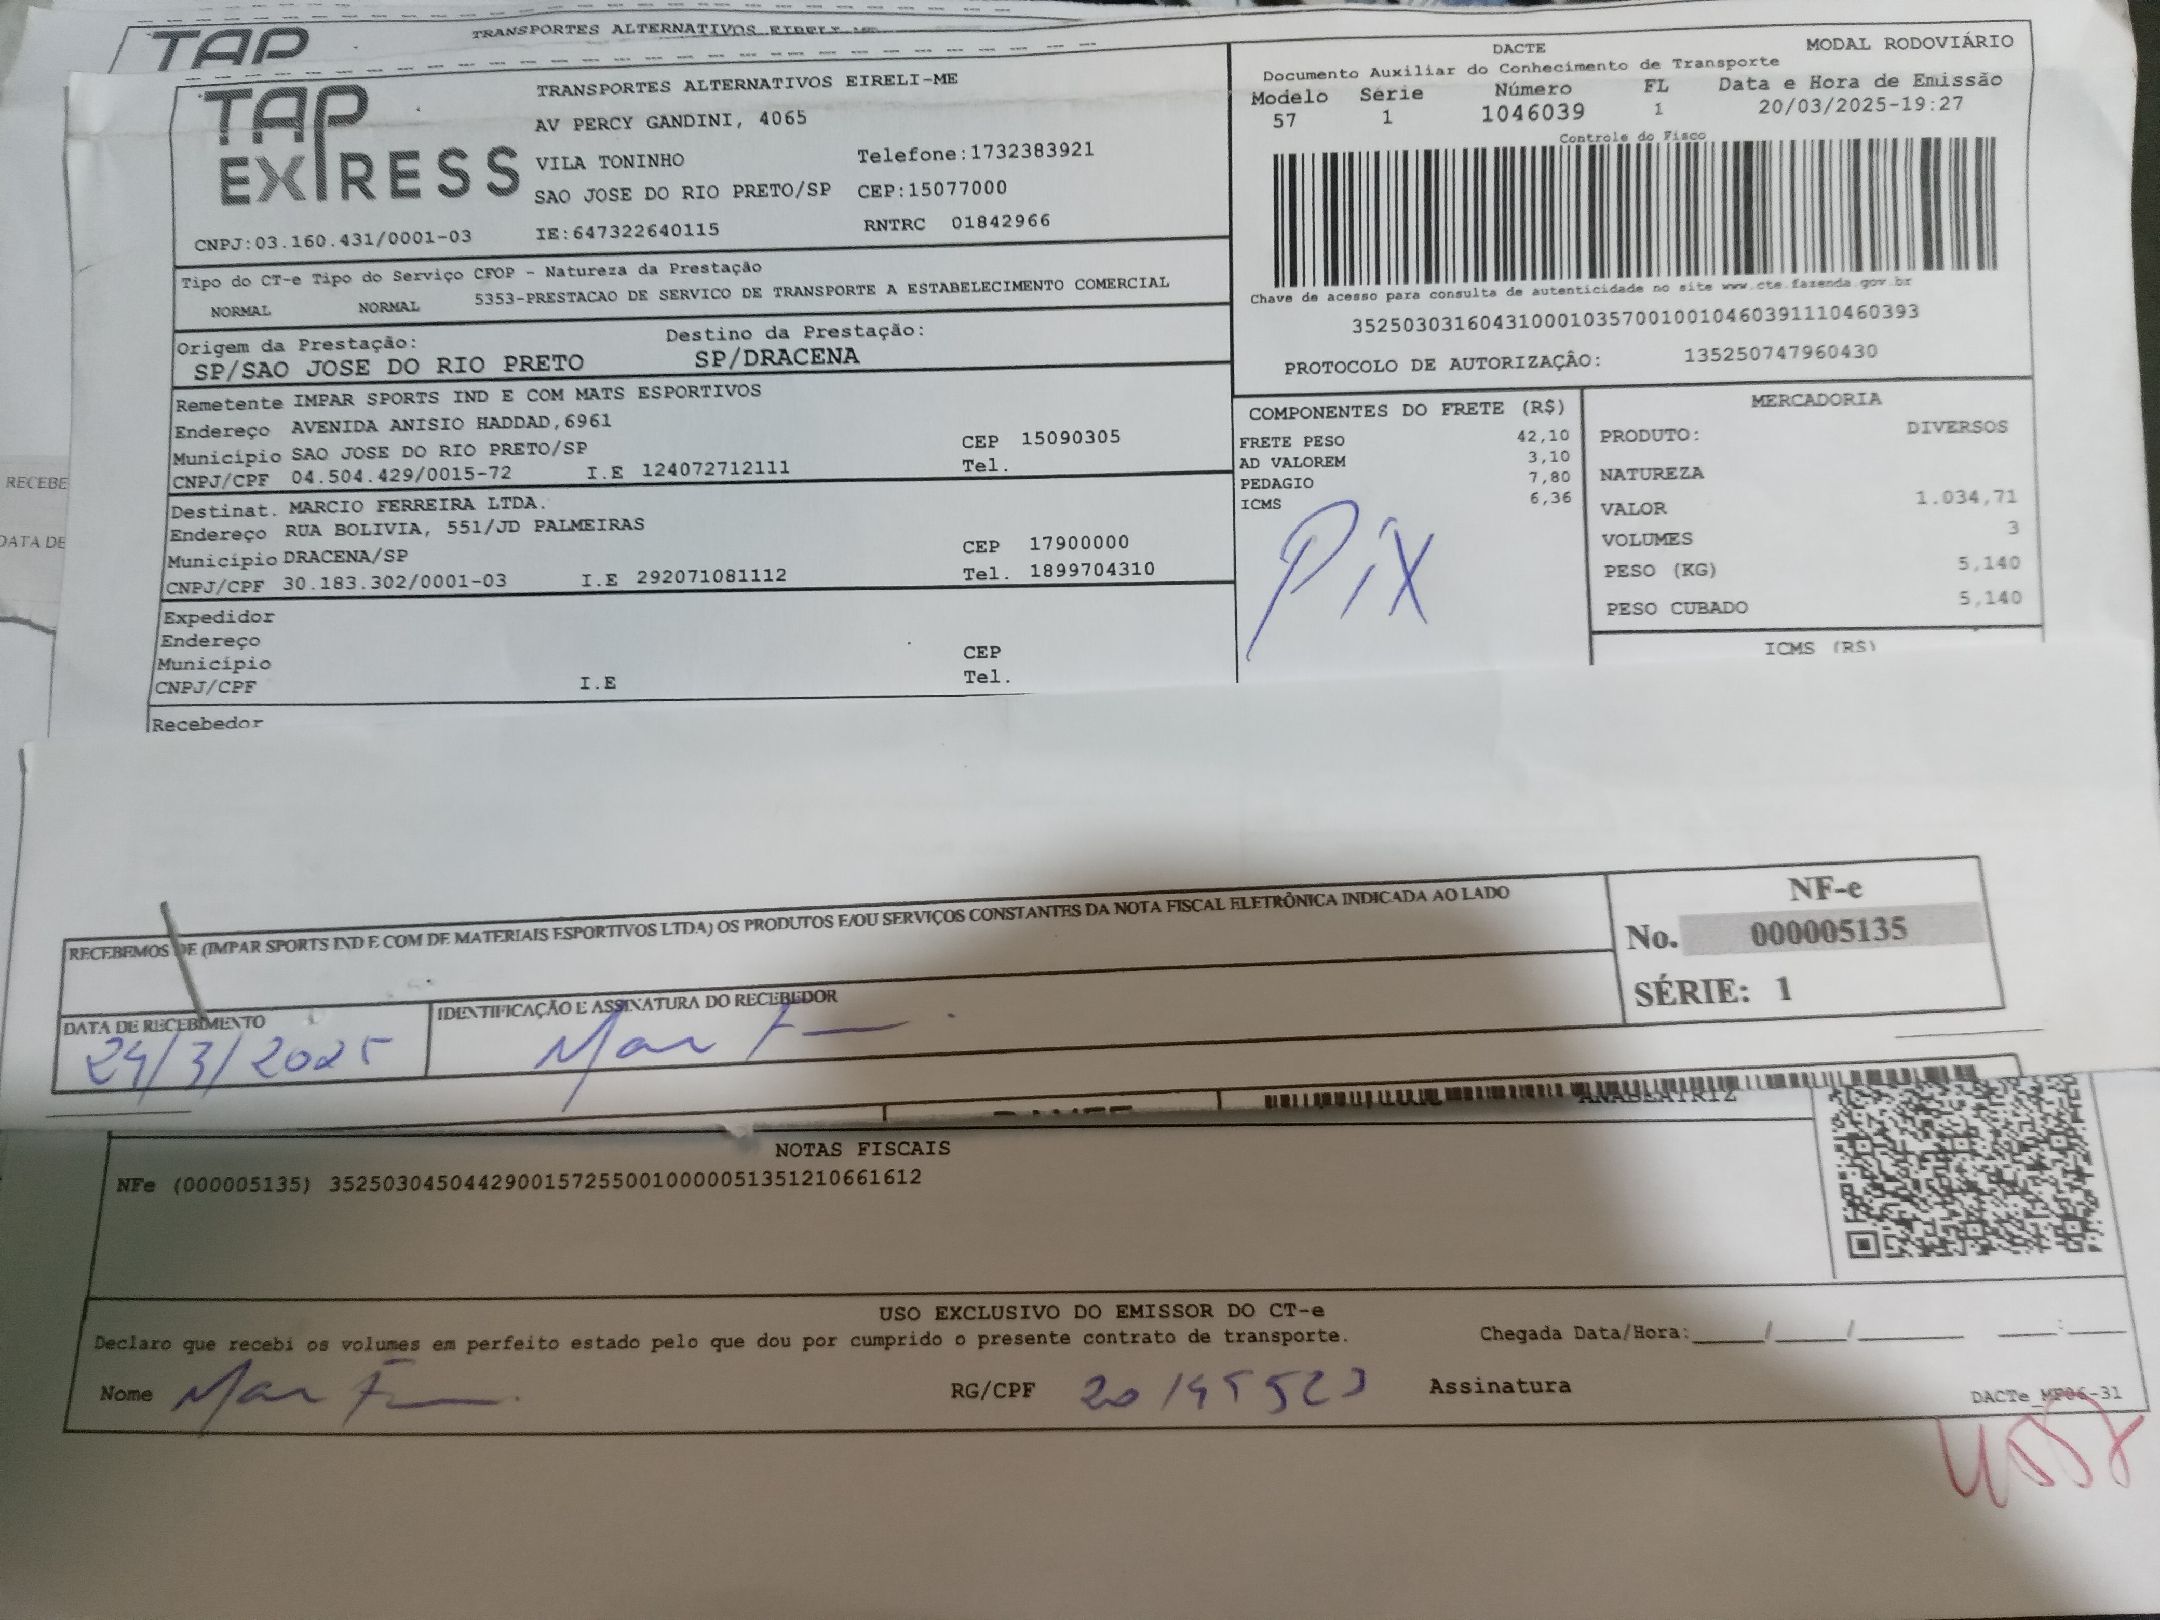 TAP
TRANSPORTES ALTERNATIVOS EIRELI-ME
TAP EXPRESS
TRANSPORTES ALTERNATIVOS EIRELI-ME
AV PERCY GANDINI, 4065
VILA TONINHO Telefone:1732383921
SAO JOSE DO RIO PRETO/SP CEP:15077000
CNPJ:03.160.431/0001-03 IE:647322640115 RNTRC 01842966
DACTE MODAL RODOVIÁRIO
Documento Auxiliar do Conhecimento de Transporte
Modelo Série Número FL Data e Hora de Emissão
57 1 1046039 1 20/03/2025-19:27
Controle do Fisco
Chave de acesso para consulta de autenticidade no site www.cte.fazenda.gov.br
35250303160431000103570010010460391110460393
PROTOCOLO DE AUTORIZAÇÂO: 135250747960430
Tipo do CT-e Tipo do Serviço CFOP - Natureza da Prestação
NORMAL NORMAL 5353-PRESTACAO DE SERVICO DE TRANSPORTE A ESTABELECIMENTO COMERCIAL
Origem da Prestação: Destino da Prestação:
SP/SAO JOSE DO RIO PRETO SP/DRACENA
Remetente IMPAR SPORTS IND E COM MATS ESPORTIVOS
Endereço AVENIDA ANISIO HADDAD,6961
Município SAO JOSE DO RIO PRETO/SP CEP 15090305
CNPJ/CPF 04.504.429/0015-72 I.E 124072712111 Tel.
Destinat. MARCIO FERREIRA LTDA.
Endereço RUA BOLIVIA, 551/JD PALMEIRAS
Município DRACENA/SP CEP 17900000
CNPJ/CPF 30.183.302/0001-03 I.E 292071081112 Tel. 1899704310
Expedidor
Endereço
Município CEP
CNPJ/CPF I.E Tel.
Recebedor
COMPONENTES DO FRETE (R$)
FRETE PESO 42,10
AD VALOREM 3,10
PEDAGIO 7,80
ICMS 6,36
PIX
MERCADORIA
PRODUTO: DIVERSOS
NATUREZA
VALOR 1.034,71
VOLUMES 3
PESO (KG) 5,140
PESO CUBADO 5,140
ICMS (R$)
RECEBE
DATA DE
RECEBEMOS DE (IMPAR SPORTS IND E COM DE MATERIAIS ESPORTIVOS LTDA) OS PRODUTOS E/OU SERVIÇOS CONSTANTES DA NOTA FISCAL ELETRÔNICA INDICADA AO LADO
NF-e
No. 000005135
SÉRIE: 1
DATA DE RECEBIMENTO IDENTIFICAÇÃO E ASSINATURA DO RECEBEDOR
24/3/2025
ANABEATRIZ
NOTAS FISCAIS
NFe (000005135) 35250304504429001572550010000051351210661612
USO EXCLUSIVO DO EMISSOR DO CT-e
Declaro que recebi os volumes em perfeito estado pelo que dou por cumprido o presente contrato de transporte. Chegada Data/Hora:_____/_____/________ ____:____
Nome RG/CPF Assinatura
DACTe_MF06-31